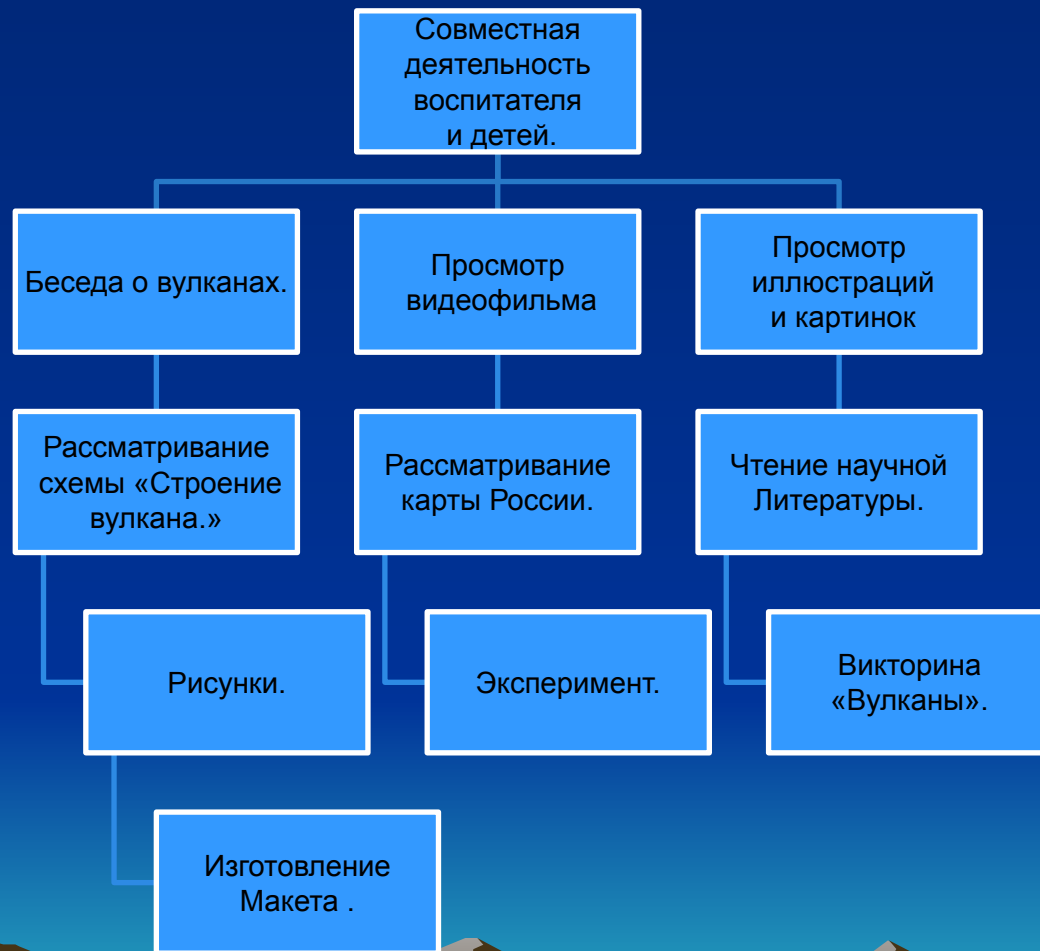 Совместная
деятельность
воспитателя
и детей.
Беседа о вулканах.
Просмотр
видеофильма
Просмотр
иллюстраций
и картинок
Рассматривание
схемы «Строение
вулкана.»
Рассматривание
карты России.
Чтение научной
Литературы.
Рисунки.
Эксперимент.
Викторина
«Вулканы».
Изготовление
Макета .